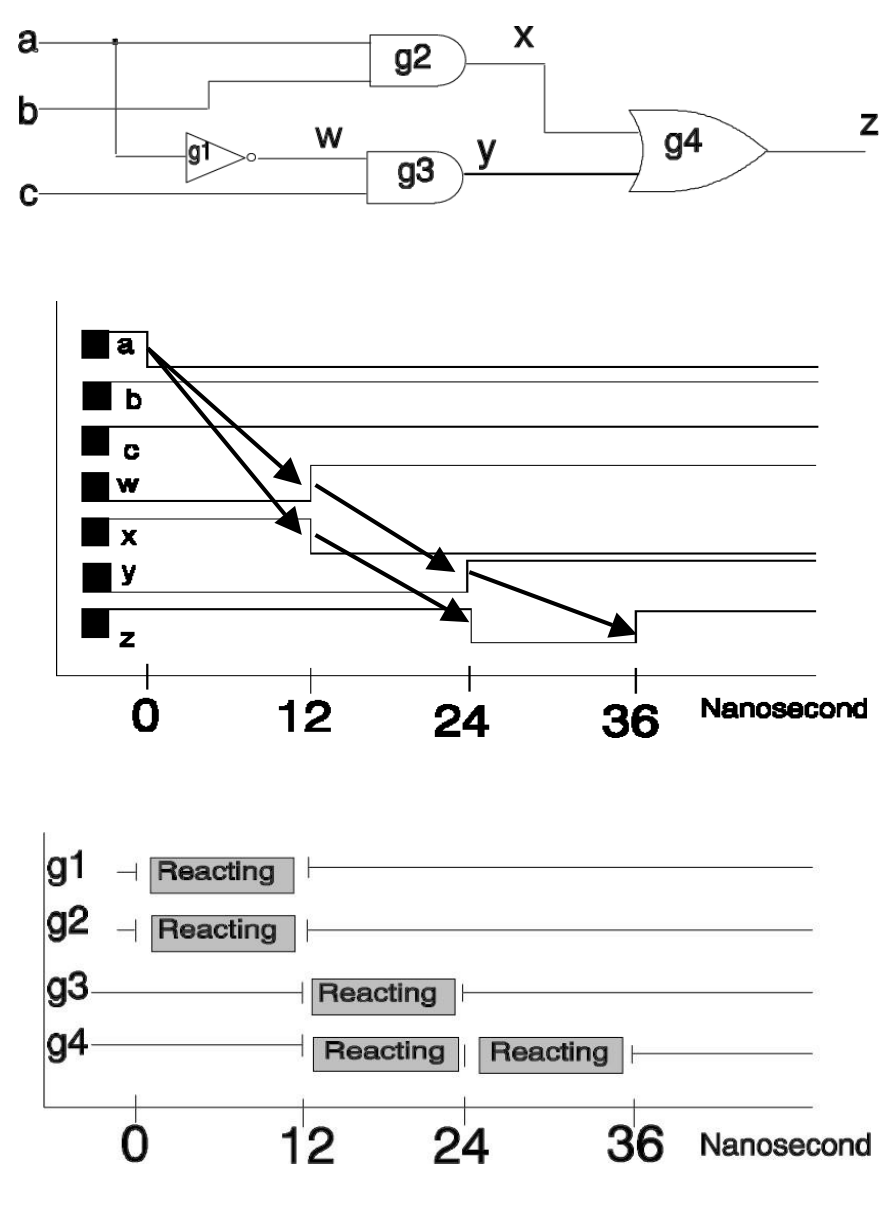 a
g2
x
b
g1
w
g3
y
g4
z
c
a
b
c
w
x
y
z
0 12 24 36 Nanosecond
g1 Reacting
g2 Reacting
g3 Reacting
g4 Reacting Reacting
0 12 24 36 Nanosecond